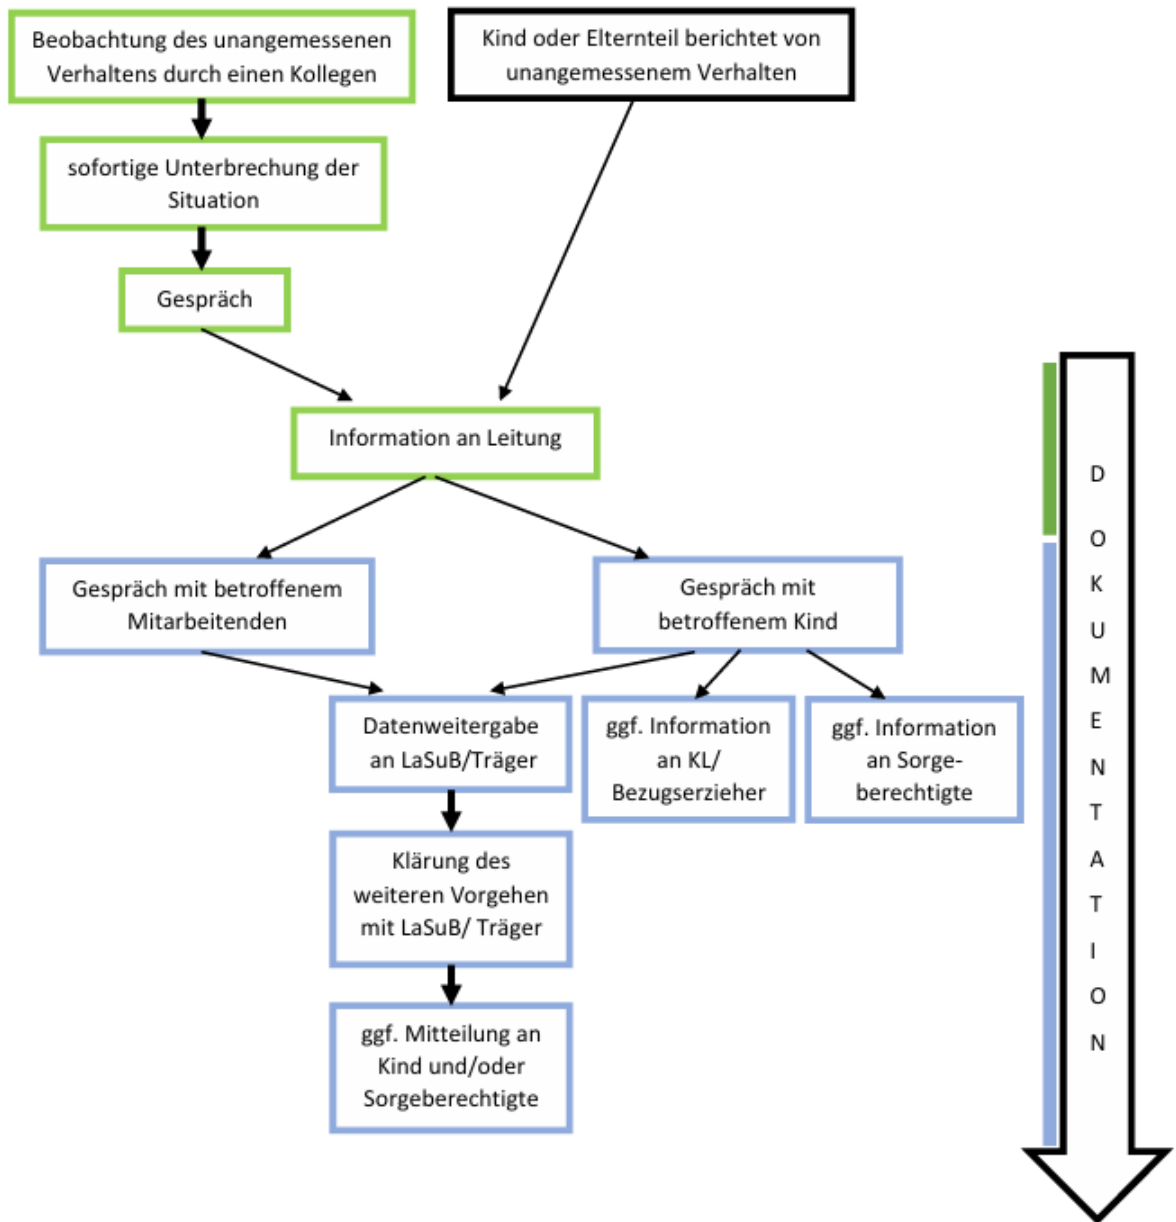 Beobachtung des unangemessenen
Verhaltens durch einen Kollegen
Kind oder Elternteil berichtet von
unangemessenem Verhalten
sofortige Unterbrechung der
Situation
Gespräch
Information an Leitung
Gespräch mit betroffenem
Mitarbeitenden
Gespräch mit
betroffenem Kind
Datenweitergabe
an LaSuB/Träger
ggf. Information
an KL/
Bezugserzieher
ggf. Information
an Sorge-
berechtigte
Klärung des
weiteren Vorgehen
mit LaSuB/ Träger
ggf. Mitteilung an
Kind und/oder
Sorgeberechtigte
D
O
K
U
M
E
N
T
A
T
I
O
N